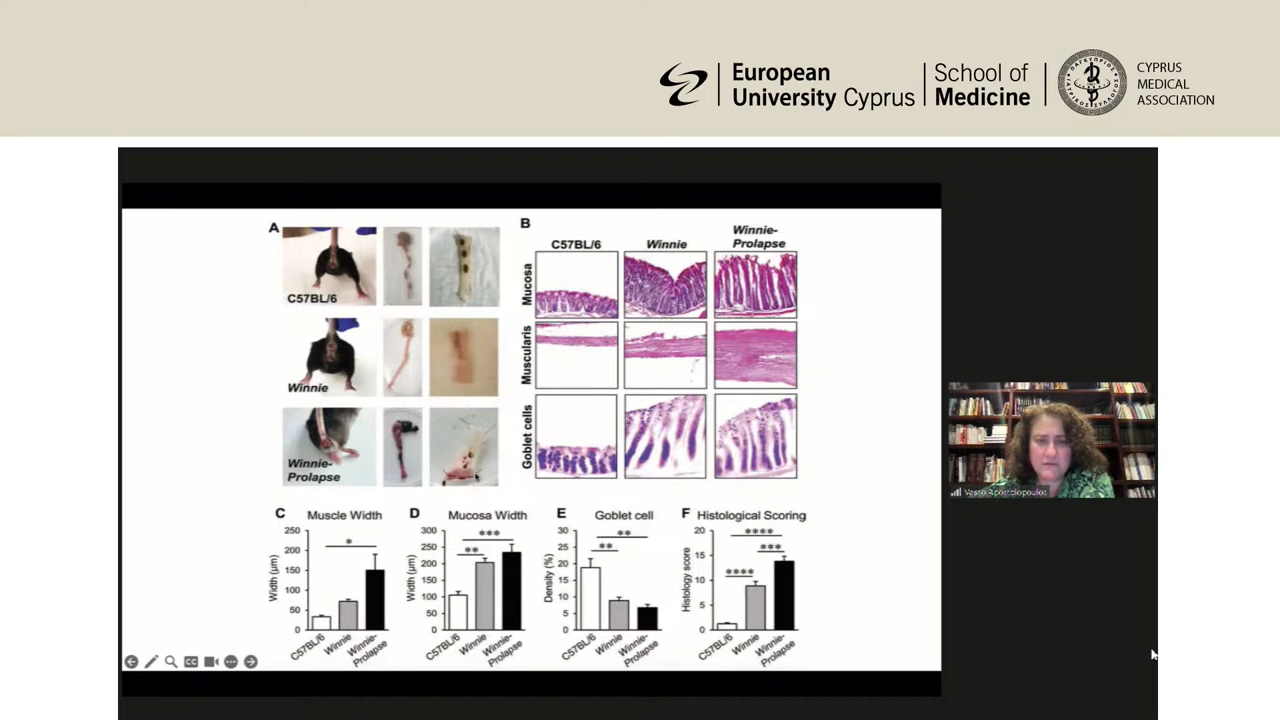 European
University Cyprus
School of
Medicine
CYPRUS
MEDICAL
ASSOCIATION
A
C57BL/6
Winnie
Winnie-
Prolapse
B
C57BL/6
Winnie
Winnie-
Prolapse
Mucosa
Muscularis
Goblet cells
C
Muscle Width
Width (µm)
250
200
150
100
50
0
*
C57BL/6
Winnie
Winnie-
Prolapse
D
Mucosa Width
Width (µm)
300
250
200
150
100
50
0
***
**
C57BL/6
Winnie
Winnie-
Prolapse
E
Goblet cell
Density (%)
30
25
20
15
10
5
0
**
**
C57BL/6
Winnie
Winnie-
Prolapse
F
Histological Scoring
Histology score
20
15
10
5
0
****
***
****
C57BL/6
Winnie
Winnie-
Prolapse
CC
Vasso Apostolopoulos